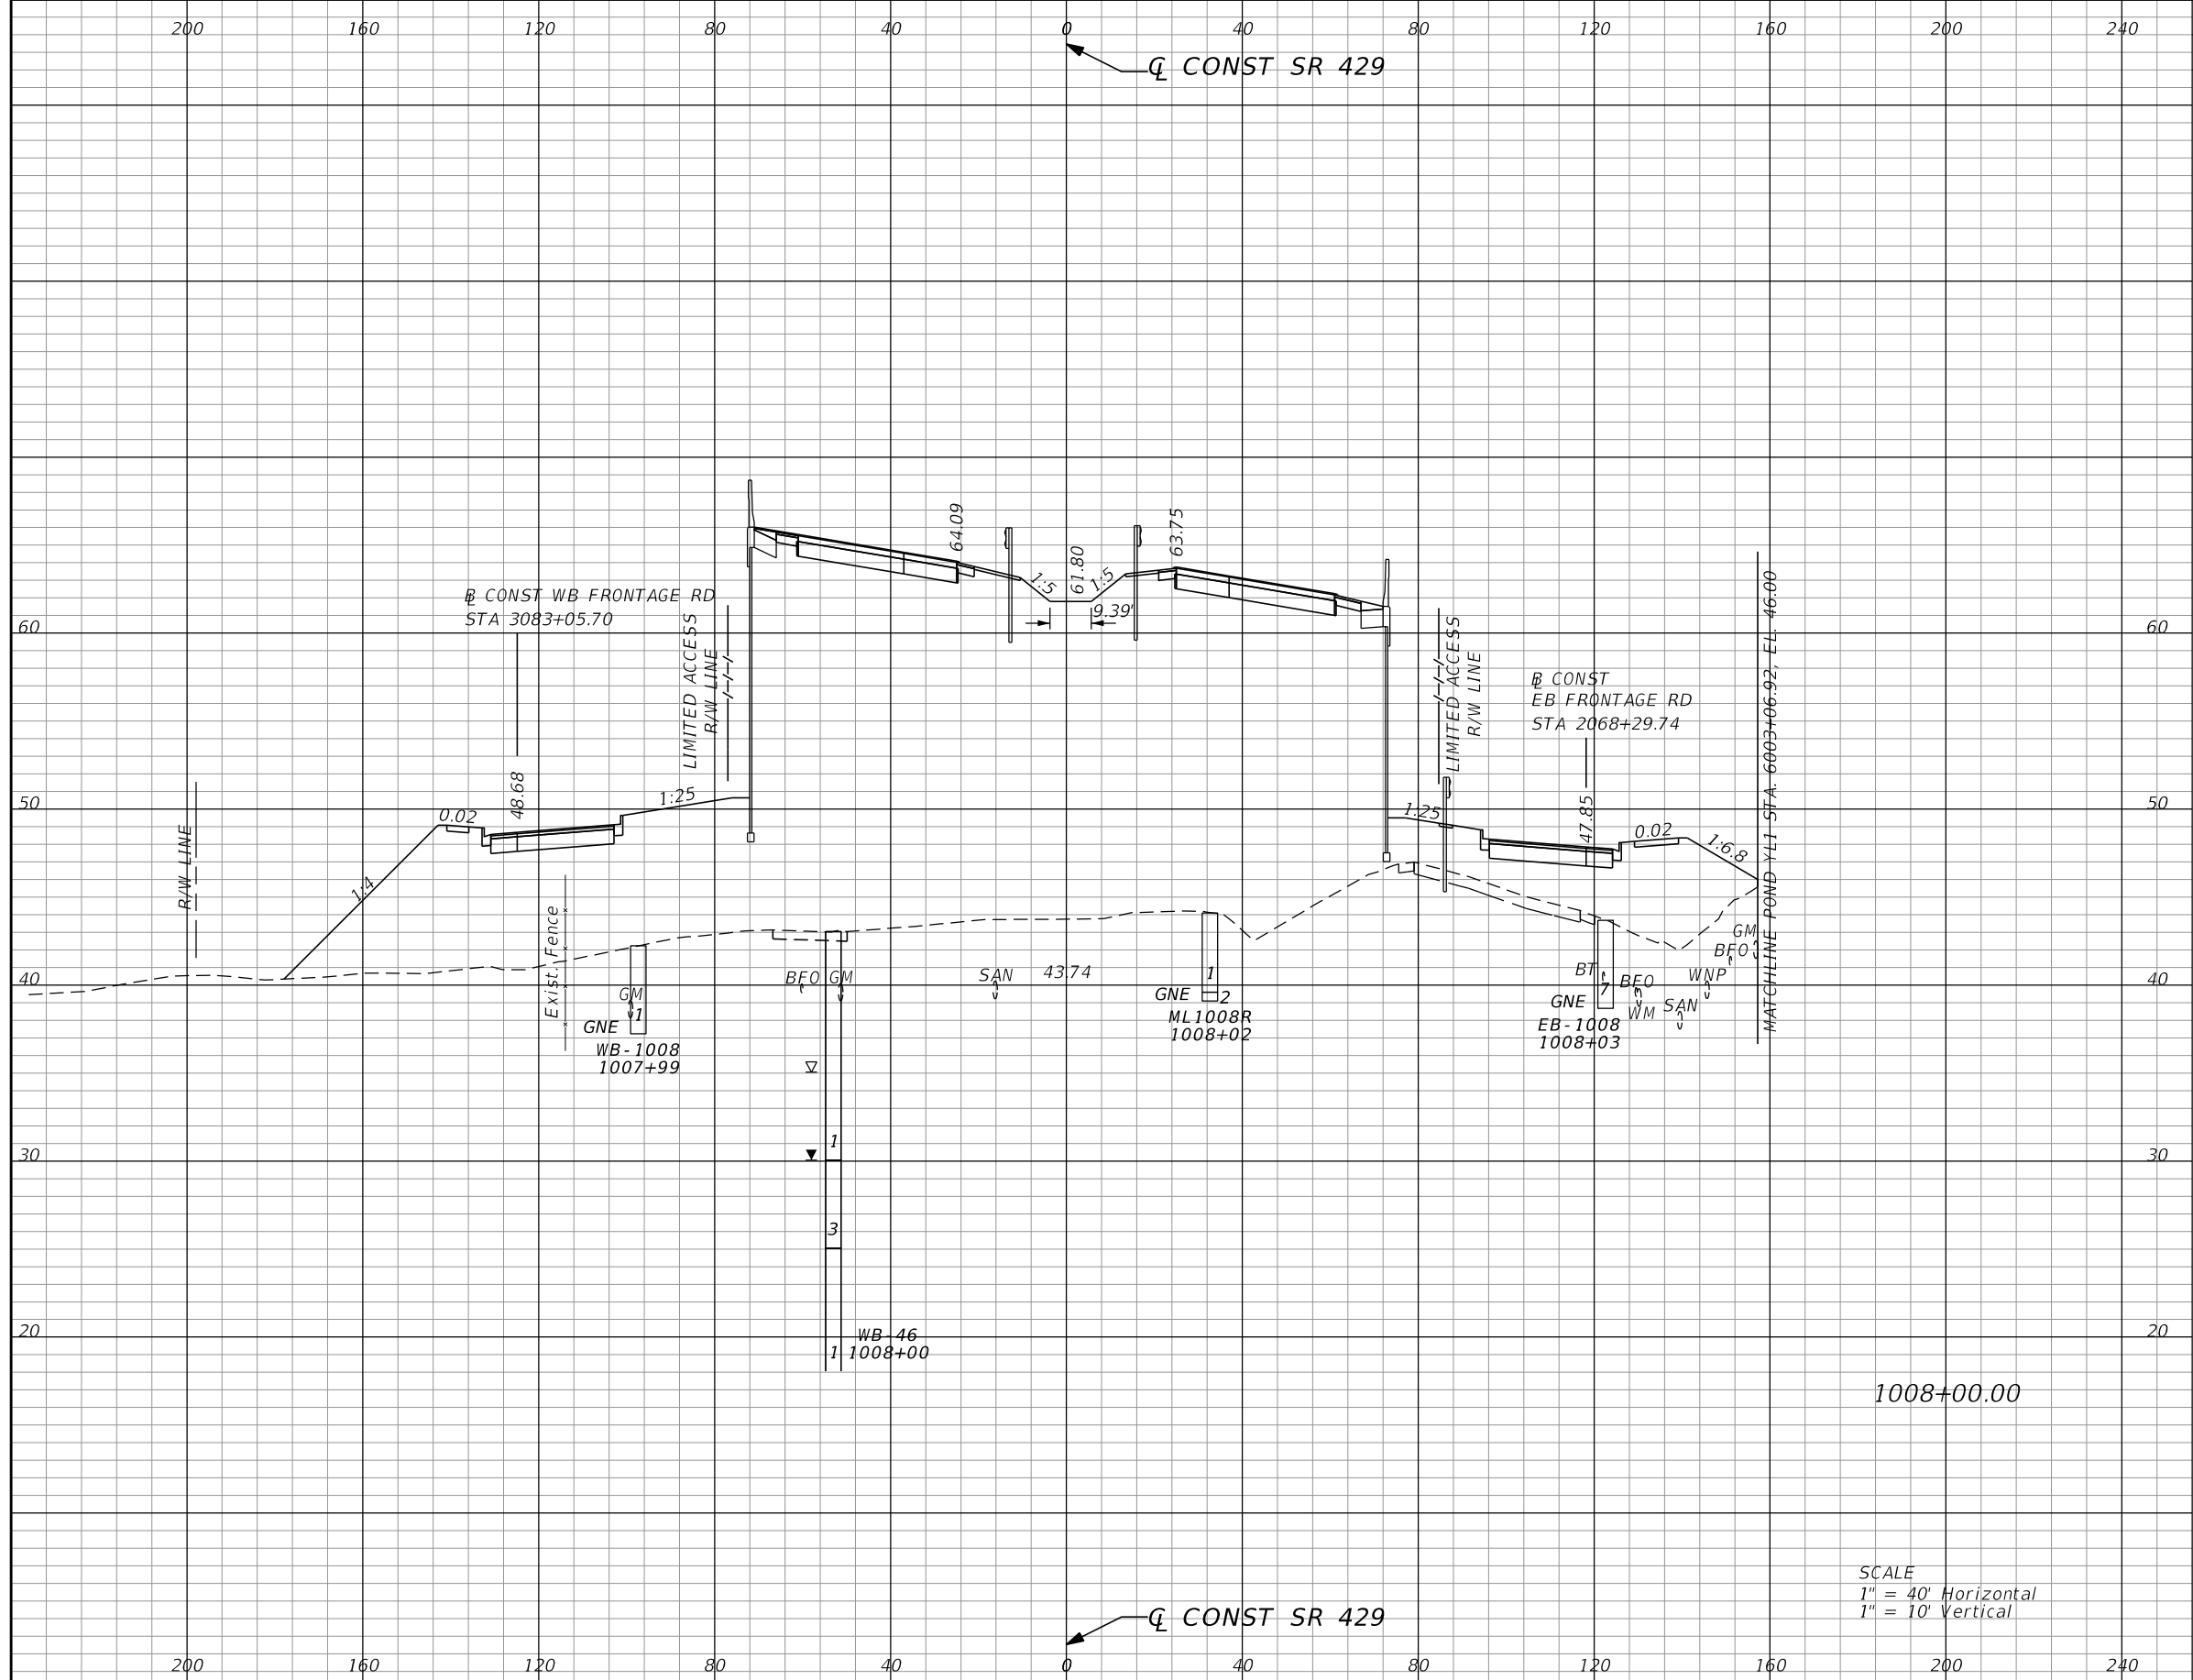 200 160 120 80 40 0 40 80 120 160 200 240
℄ CONST SR 429
64.09
63.75
61.80
1:5
1:5
9.39'
℄ CONST WB FRONTAGE RD
STA 3083+05.70
60
60
LIMITED ACCESS
R/W LINE
LIMITED ACCESS
R/W LINE
MATCHLINE POND YL1 STA. 6003+06.92, EL. 46.00
BL CONST
EB FRONTAGE RD
STA 2068+29.74
50
50
48.68
47.85
0.02
1:25
1:25
0.02
1:6.8
1:4
R/W LINE
Exist. Fence
GM
BFO
BFO GM
SAN
43.74
40
40
GM
1
GNE
WB-1008
1007+99
1
GNE
2
ML1008R
1008+02
BT
7
GNE
EB-1008
1008+03
BFO
3
WM
SAN
WNP
30
30
1
3
20
20
1
WB-46
1008+00
1008+00.00
SCALE
1" = 40' Horizontal
1" = 10' Vertical
℄ CONST SR 429
200 160 120 80 40 0 40 80 120 160 200 240